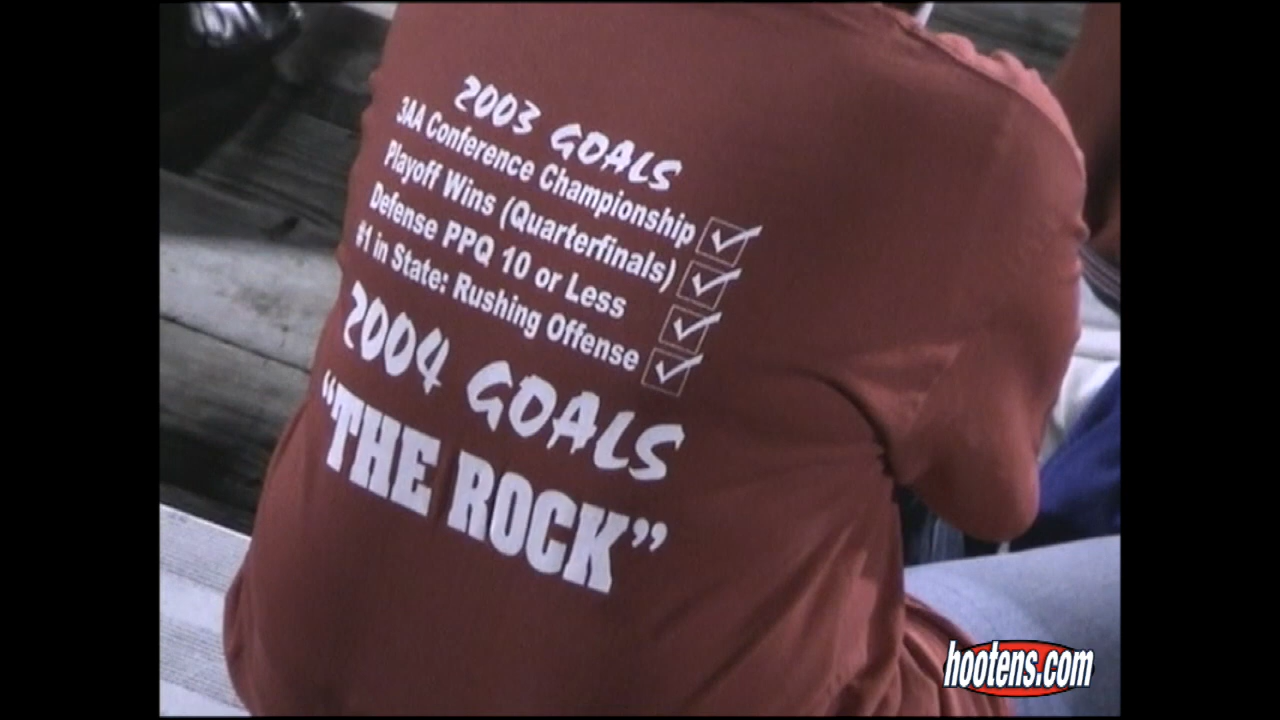 2003 GOALS
3AA Conference Championship
Playoff Wins (Quarterfinals)
Defense PPQ 10 or Less
#1 in State: Rushing Offense
2004 GOALS
“THE ROCK”
hootens.com